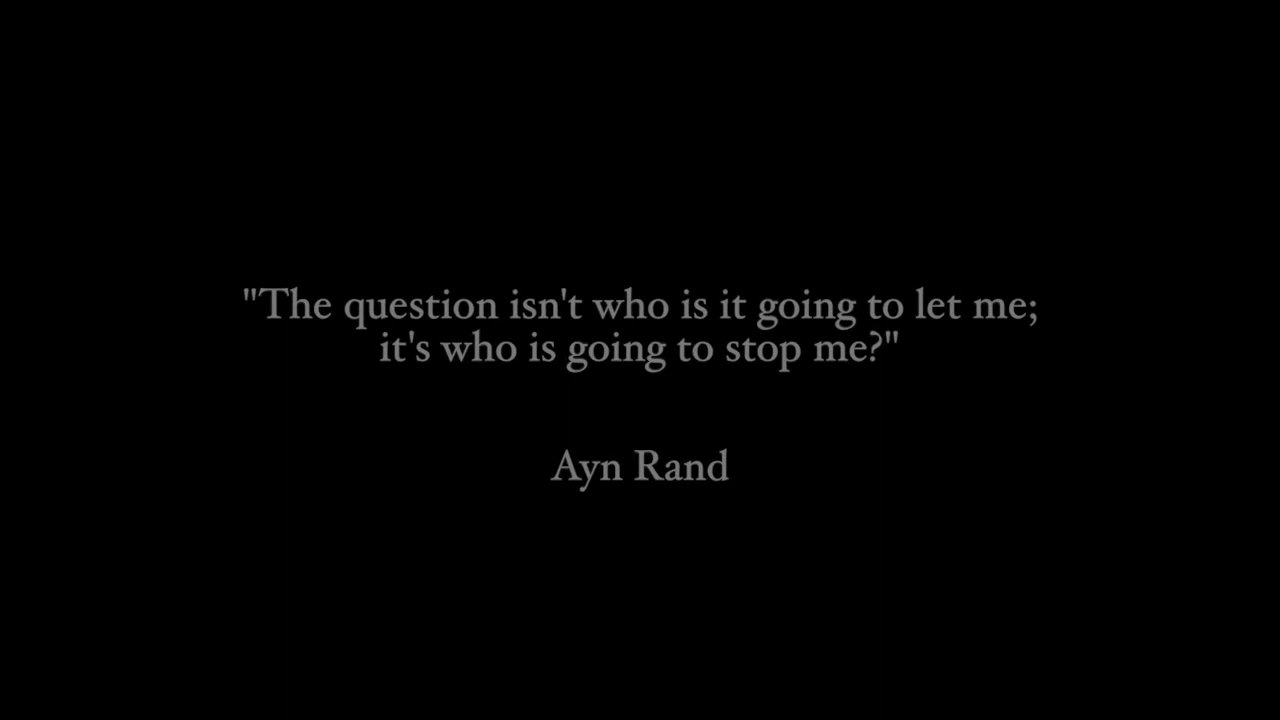 "The question isn't who is it going to let me;
it's who is going to stop me?"
Ayn Rand